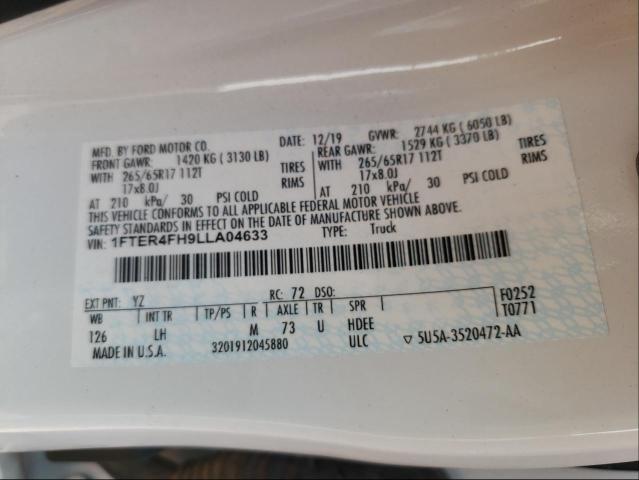 MFD. BY FORD MOTOR CO. DATE: 12/19 GVWR: 2744 KG ( 6050 LB)
FRONT GAWR: 1420 KG ( 3130 LB) REAR GAWR: 1529 KG ( 3370 LB)
WITH 265/65R17 112T TIRES WITH 265/65R17 112T TIRES
17x8.0J RIMS 17x8.0J RIMS
AT 210 kPa/ 30 PSI COLD AT 210 kPa/ 30 PSI COLD
THIS VEHICLE CONFORMS TO ALL APPLICABLE FEDERAL MOTOR VEHICLE
SAFETY STANDARDS IN EFFECT ON THE DATE OF MANUFACTURE SHOWN ABOVE.
VIN: 1FTER4FH9LLA04633 TYPE: Truck
EXT PNT: YZ RC: 72 DSO: F0252
WB INT TR TP/PS R AXLE TR SPR T0771
126 LH M 73 U HDEE
MADE IN U.S.A. 3201912045880 ULC ▽ 5U5A-3520472-AA